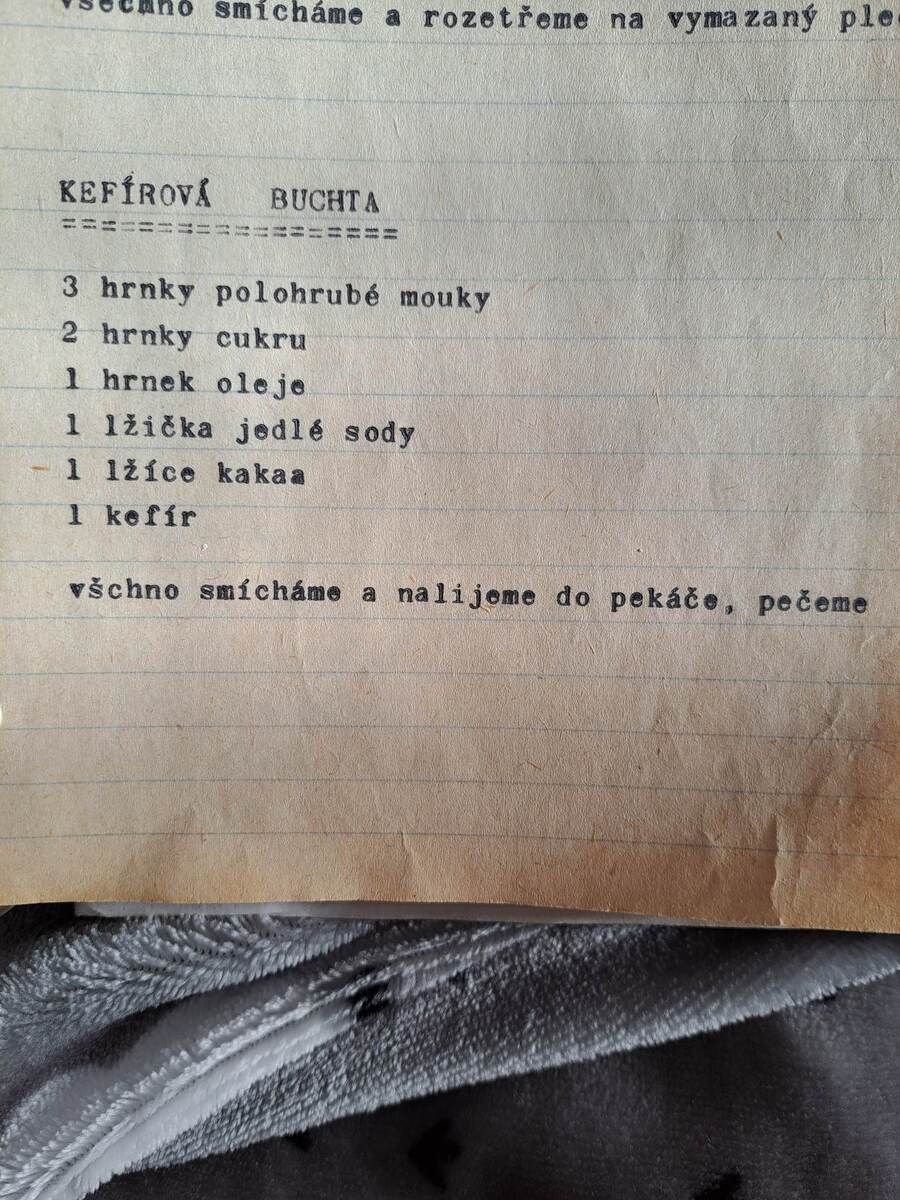 všechno smícháme a rozetřeme na vymazaný
KEFÍROVÁ BUCHTA
==================
3 hrnky polohrubé mouky
2 hrnky cukru
1 hrnek oleje
1 lžička jedlé sody
1 lžíce kakaa
1 kefír
všchno smícháme a nalijeme do pekáče, pečeme